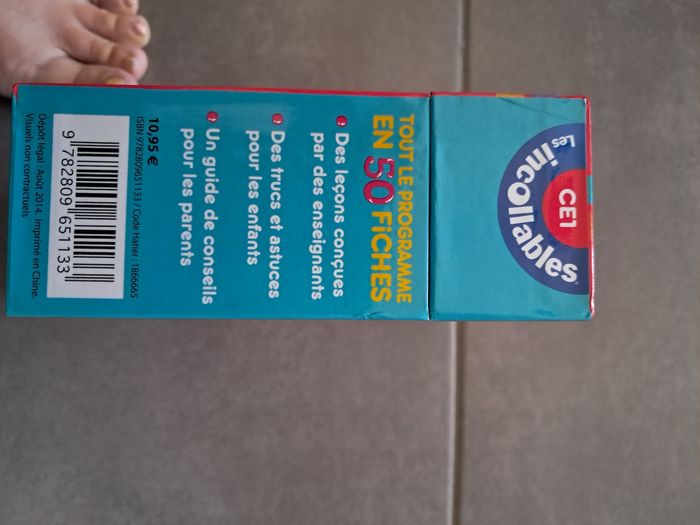 Les
incollables
CE1
TOUT LE PROGRAMME
EN 50 FiCHES
Des leçons conçues
par des enseignants
Des trucs et astuces
pour les enfants
Un guide de conseils
pour les parents
10,95 €
ISBN 9782809651133 / Code Hatier : 1866665
9 782809 651133
Dépôt légal : Août 2014. Imprimé en Chine.
Visuels non contractuels